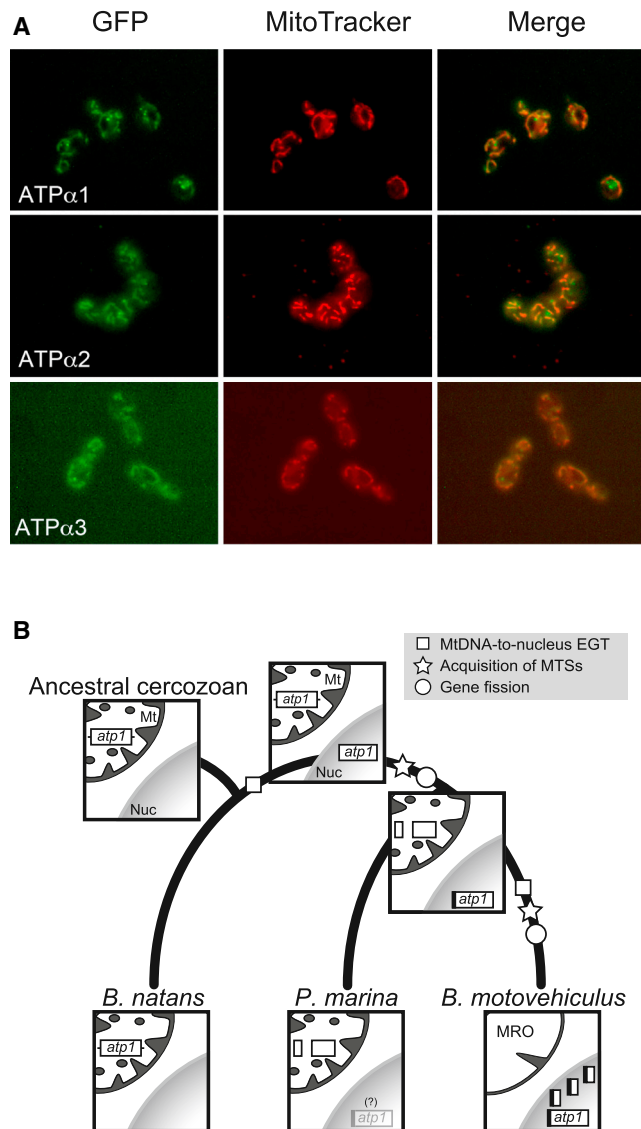 A
GFP MitoTracker Merge
ATPα1
ATPα2
ATPα3
B
MtDNA-to-nucleus EGT
Acquisition of MTSs
Gene fission
Ancestral cercozoan
Mt
atp1
Nuc
Mt
atp1
atp1
Nuc
atp1
B. natans
P. marina
B. motovehiculus
atp1
(?)
atp1
MRO
atp1